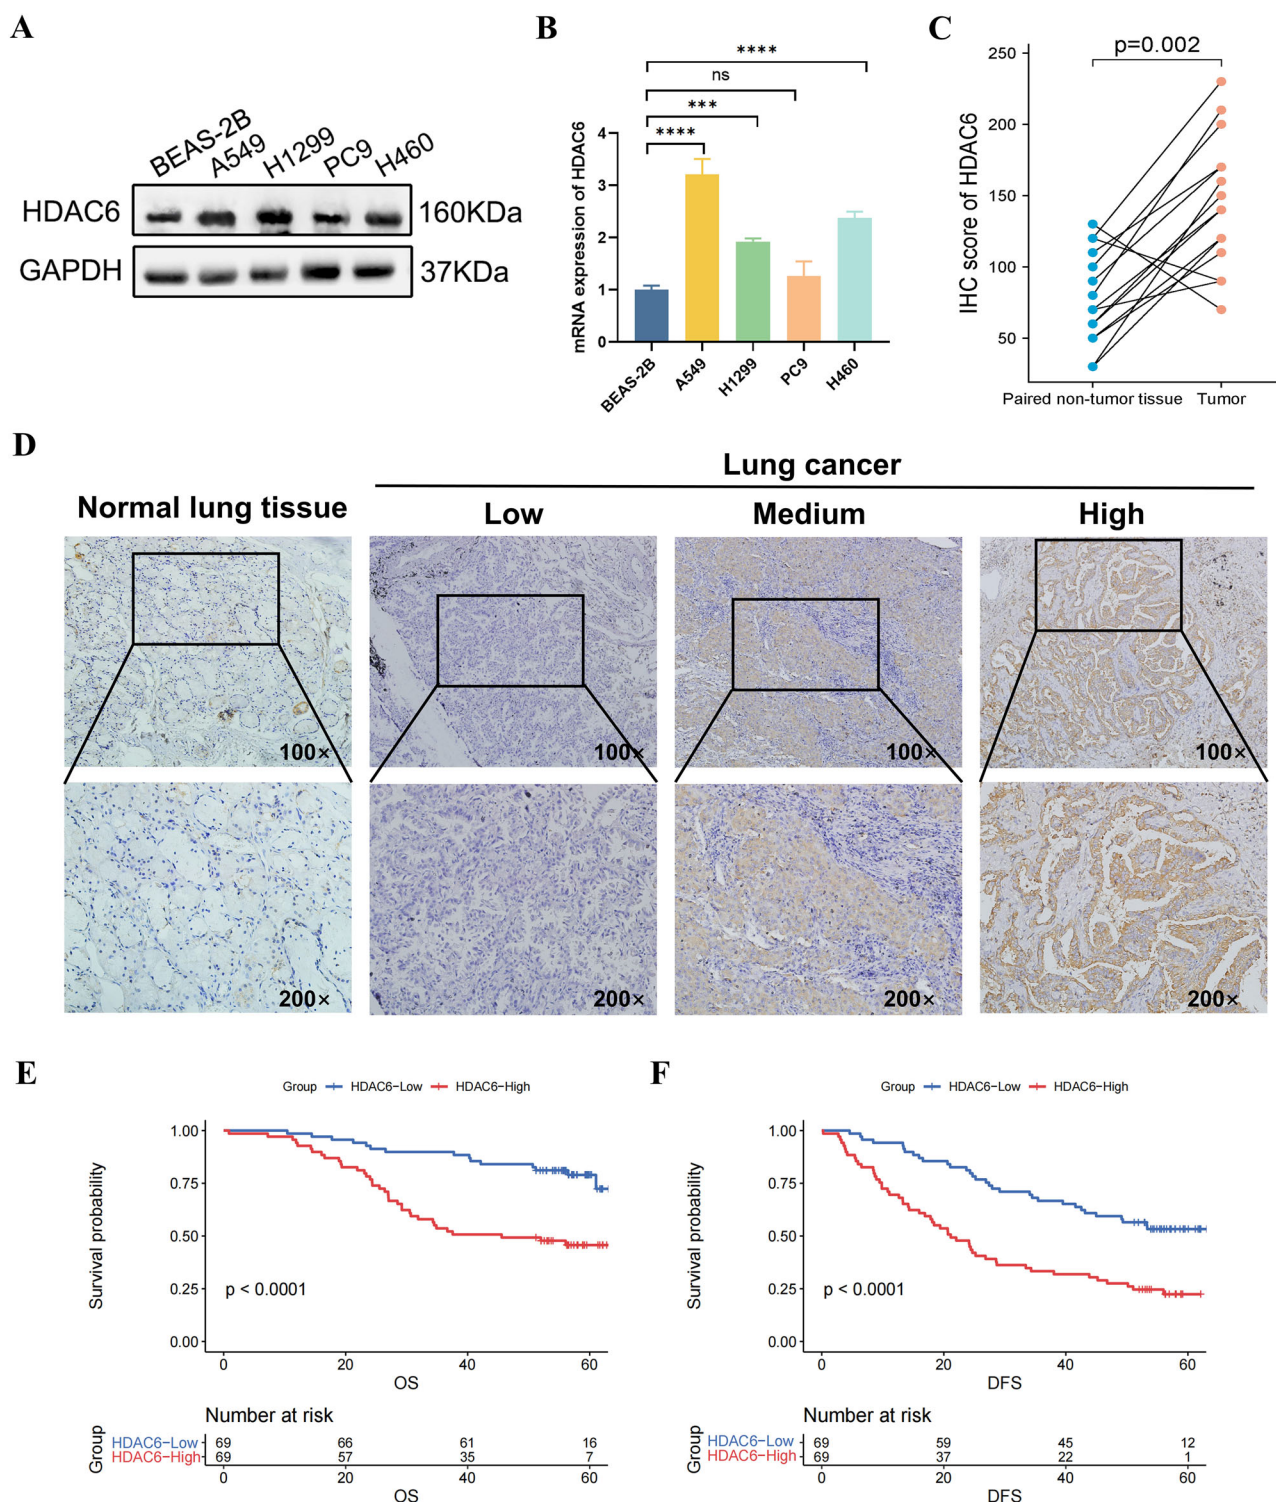 A
BEAS-2B
A549
H1299
PC9
H460
HDAC6
160KDa
GAPDH
37KDa
B
mRNA expression of HDAC6
4
3
2
1
0
****
ns
***
****
BEAS-2B
A549
H1299
PC9
H460
C
p=0.002
IHC score of HDAC6
250
200
150
100
50
Paired non-tumor tissue
Tumor
D
Lung cancer
Normal lung tissue
Low
Medium
High
100×
100×
100×
100×
200×
200×
200×
200×
E
Group HDAC6−Low HDAC6−High
Survival probability
1.00
0.75
0.50
0.25
0.00
p < 0.0001
0 20 40 60
OS
Number at risk
Group
HDAC6−Low 69 66 61 16
HDAC6−High 69 57 35 7
0 20 40 60
OS
F
Group HDAC6−Low HDAC6−High
Survival probability
1.00
0.75
0.50
0.25
0.00
p < 0.0001
0 20 40 60
DFS
Number at risk
Group
HDAC6−Low 69 59 45 12
HDAC6−High 69 37 22 1
0 20 40 60
DFS